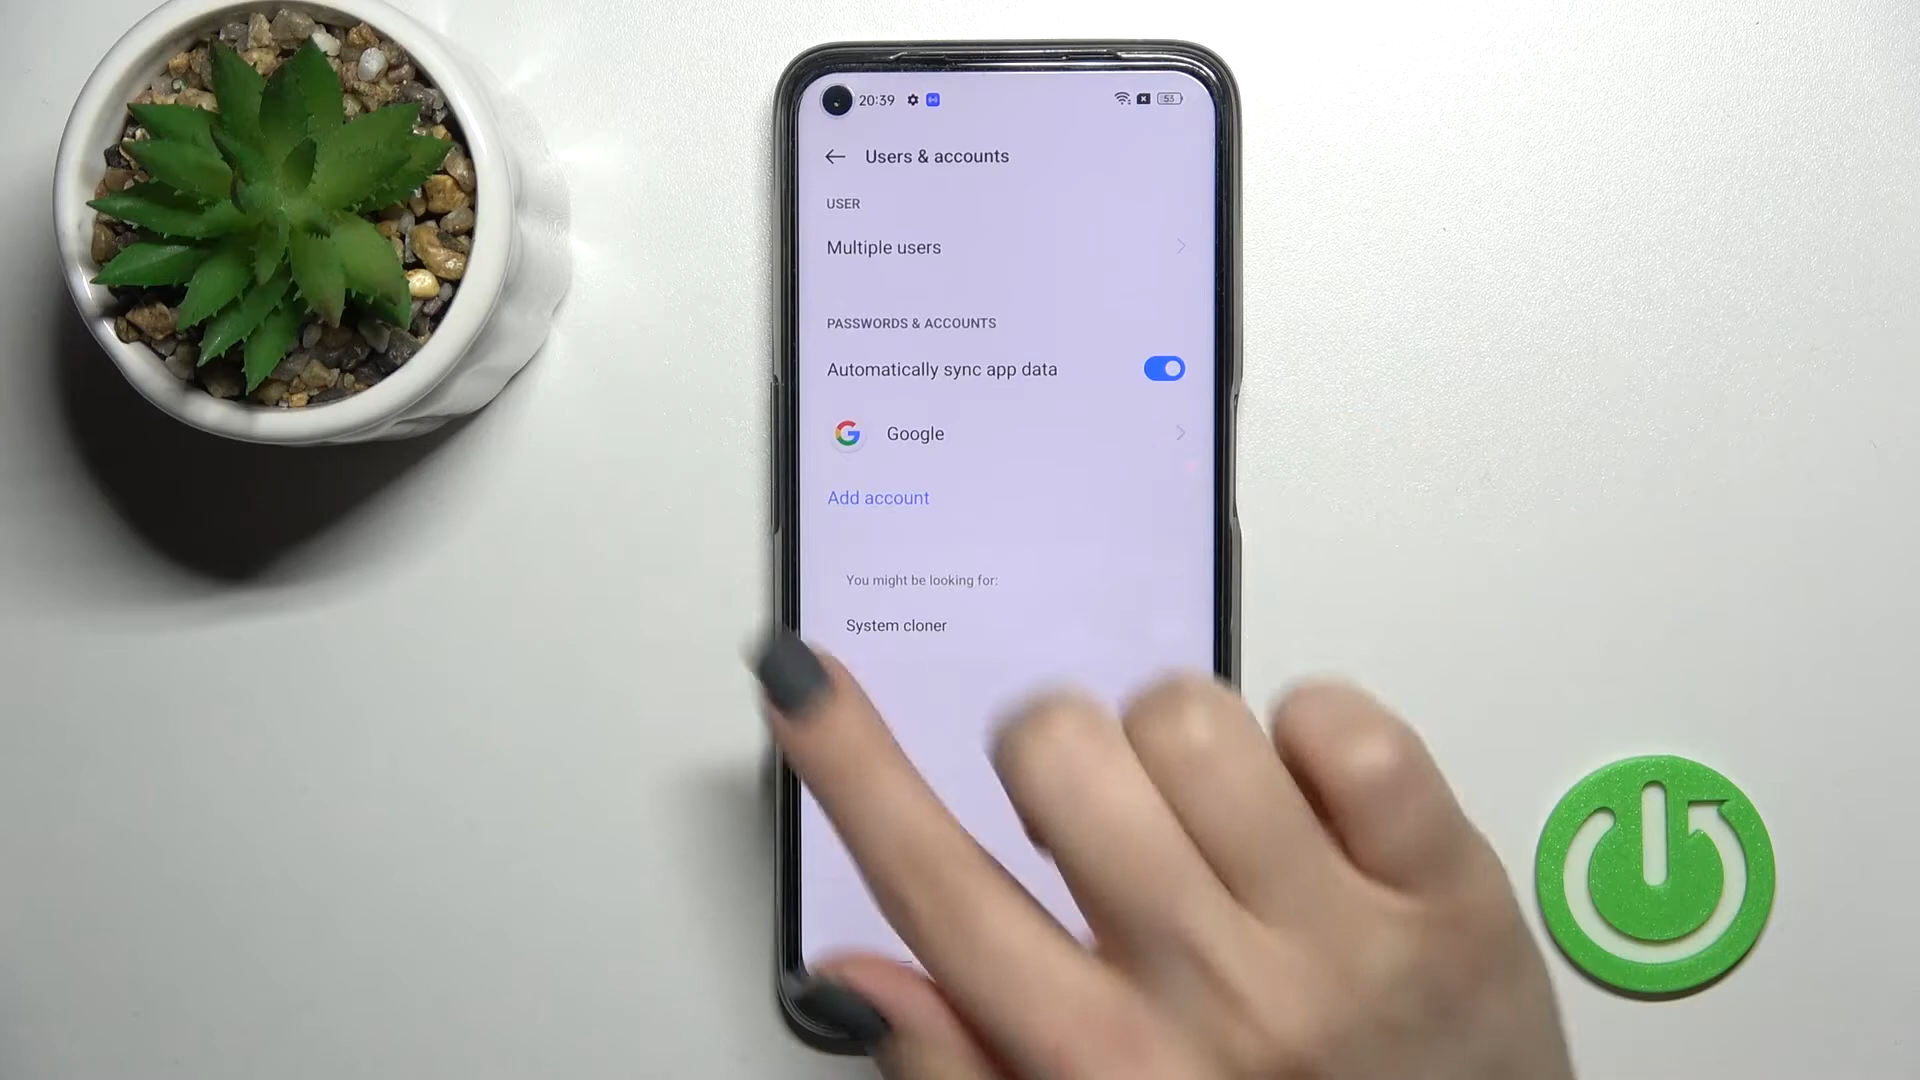 20:39
53
Users & accounts
USER
Multiple users
PASSWORDS & ACCOUNTS
Automatically sync app data
Google
Add account
You might be looking for:
System cloner